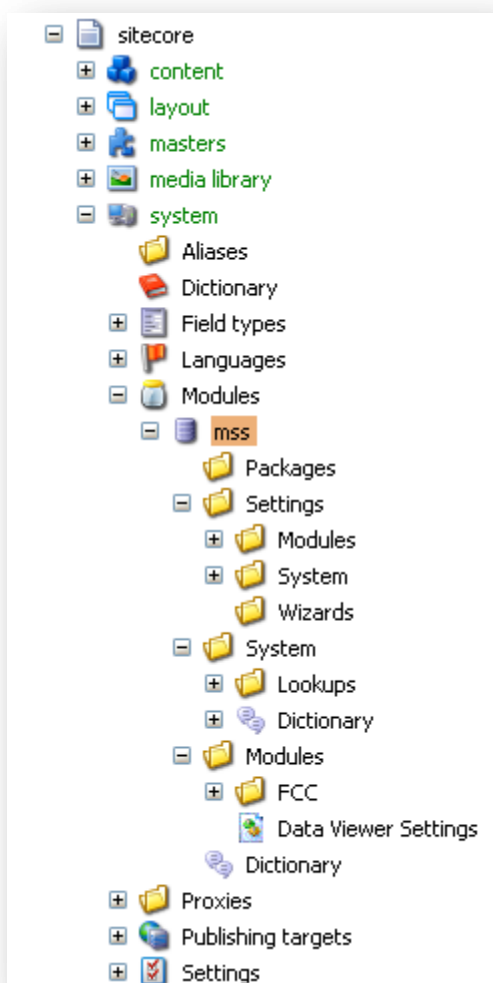 sitecore
content
layout
masters
media library
system
Aliases
Dictionary
Field types
Languages
Modules
mss
Packages
Settings
Modules
System
Wizards
System
Lookups
Dictionary
Modules
FCC
Data Viewer Settings
Dictionary
Proxies
Publishing targets
Settings